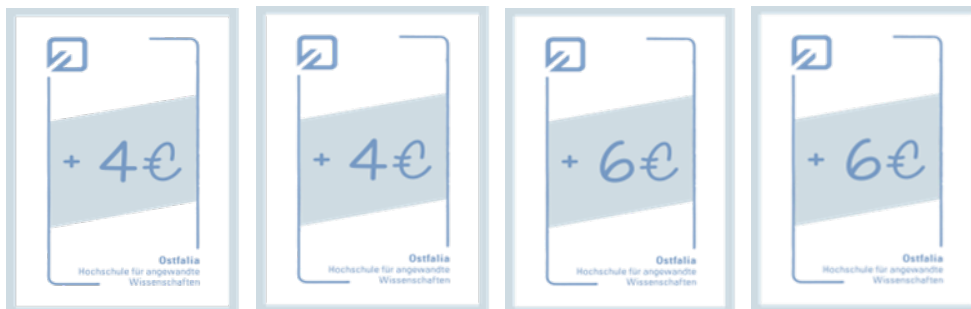 + 4€
Ostfalia
Hochschule für angewandte
Wissenschaften
+ 4€
Ostfalia
Hochschule für angewandte
Wissenschaften
+ 6€
Ostfalia
Hochschule für angewandte
Wissenschaften
+ 6€
Ostfalia
Hochschule für angewandte
Wissenschaften